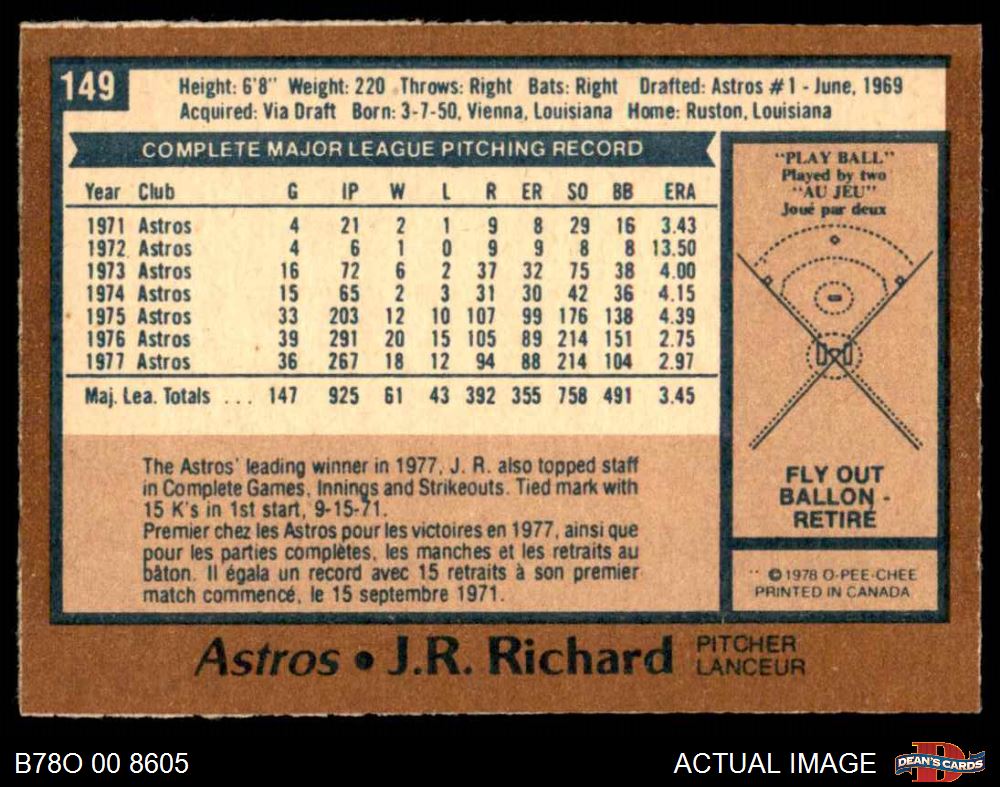 149
Height: 6'8" Weight: 220 Throws: Right Bats: Right Drafted: Astros #1 - June, 1969
Acquired: Via Draft Born: 3-7-50, Vienna, Louisiana Home: Ruston, Louisiana
COMPLETE MAJOR LEAGUE PITCHING RECORD
Year Club G IP W L R ER SO BB ERA
1971 Astros 4 21 2 1 9 8 29 16 3.43
1972 Astros 4 6 1 0 9 9 8 8 13.50
1973 Astros 16 72 6 2 37 32 75 38 4.00
1974 Astros 15 65 2 3 31 30 42 36 4.15
1975 Astros 33 203 12 10 107 99 176 138 4.39
1976 Astros 39 291 20 15 105 89 214 151 2.75
1977 Astros 36 267 18 12 94 88 214 104 2.97
Maj. Lea. Totals ... 147 925 61 43 392 355 758 491 3.45
The Astros' leading winner in 1977, J. R. also topped staff
in Complete Games, Innings and Strikeouts. Tied mark with
15 K's in 1st start, 9-15-71.
Premier chez les Astros pour les victoires en 1977, ainsi que
pour les parties complètes, les manches et les retraits au
bâton. Il égala un record avec 15 retraits à son premier
match commencé, le 15 septembre 1971.
"PLAY BALL"
Played by two
"AU JEU"
Joué par deux
FLY OUT
BALLON -
RETIRÉ
© 1978 O-PEE-CHEE
PRINTED IN CANADA
Astros • J.R. Richard
PITCHER
LANCEUR
B78O 00 8605
ACTUAL IMAGE
DEAN'S CARDS